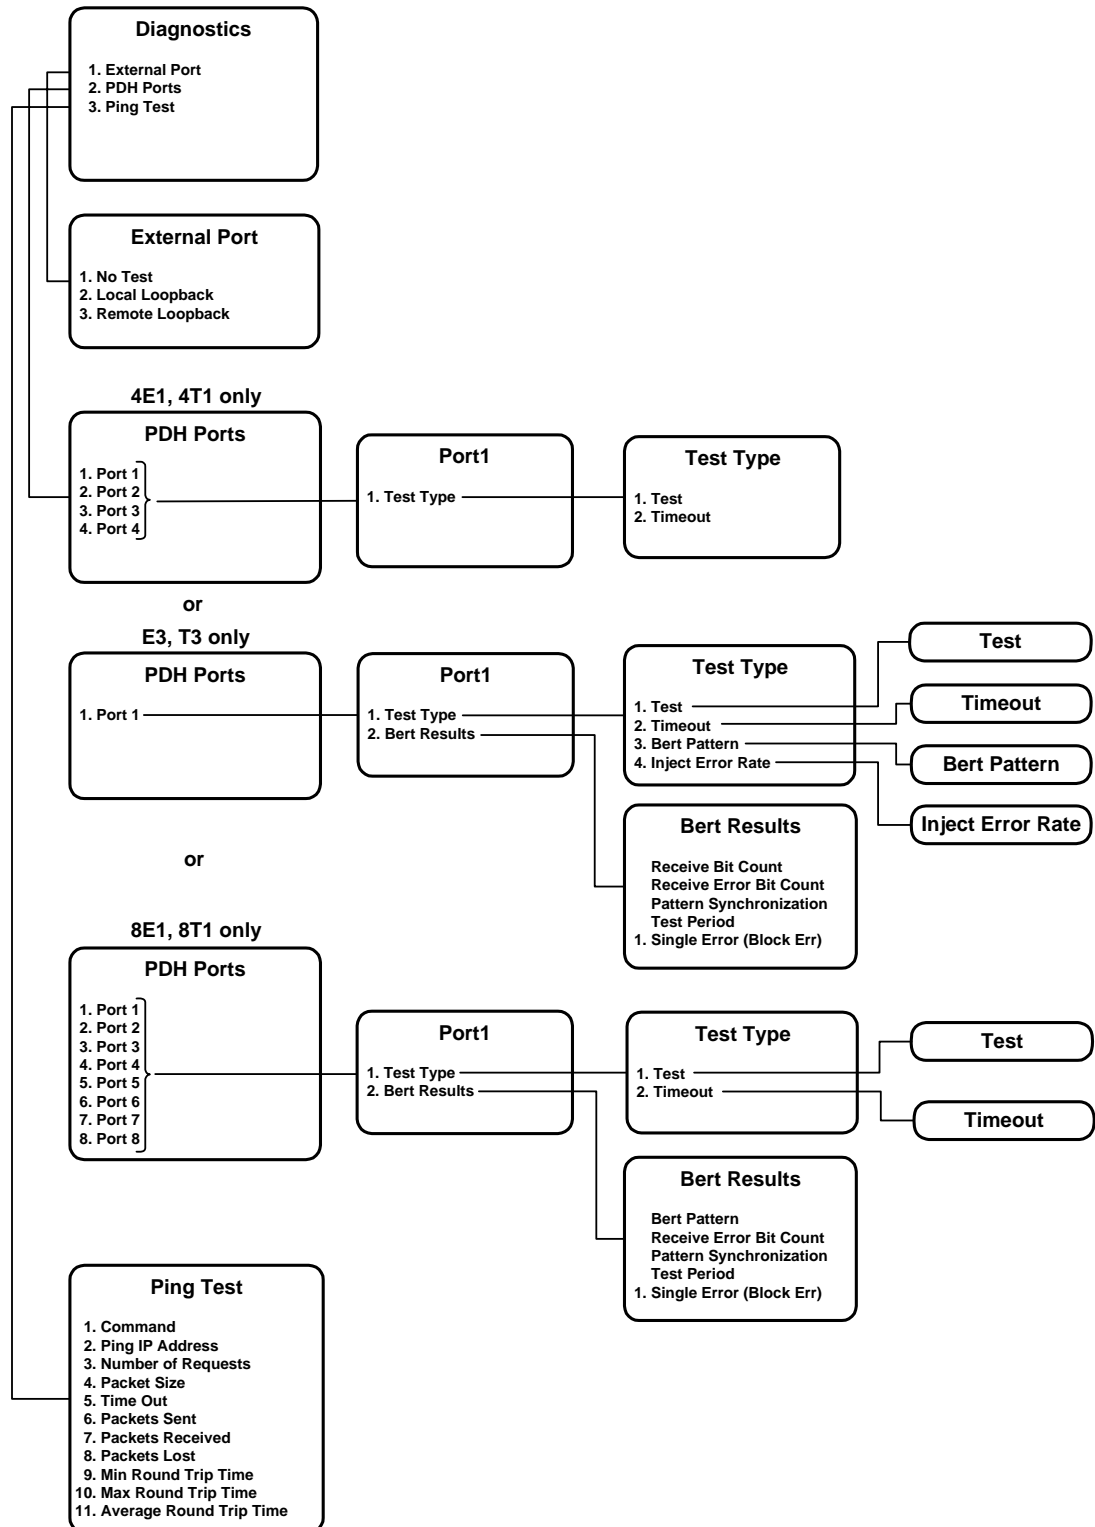 Diagnostics
1. External Port
2. PDH Ports
3. Ping Test
External Port
1. No Test
2. Local Loopback
3. Remote Loopback
4E1, 4T1 only
PDH Ports
1. Port 1
2. Port 2
3. Port 3
4. Port 4
Port1
1. Test Type
Test Type
1. Test
2. Timeout
or
E3, T3 only
PDH Ports
1. Port 1
Port1
1. Test Type
2. Bert Results
Test Type
1. Test
2. Timeout
3. Bert Pattern
4. Inject Error Rate
Test
Timeout
Bert Pattern
Inject Error Rate
Bert Results
Receive Bit Count
Receive Error Bit Count
Pattern Synchronization
Test Period
1. Single Error (Block Err)
or
8E1, 8T1 only
PDH Ports
1. Port 1
2. Port 2
3. Port 3
4. Port 4
5. Port 5
6. Port 6
7. Port 7
8. Port 8
Port1
1. Test Type
2. Bert Results
Test Type
1. Test
2. Timeout
Test
Timeout
Bert Results
Bert Pattern
Receive Error Bit Count
Pattern Synchronization
Test Period
1. Single Error (Block Err)
Ping Test
1. Command
2. Ping IP Address
3. Number of Requests
4. Packet Size
5. Time Out
6. Packets Sent
7. Packets Received
8. Packets Lost
9. Min Round Trip Time
10. Max Round Trip Time
11. Average Round Trip Time